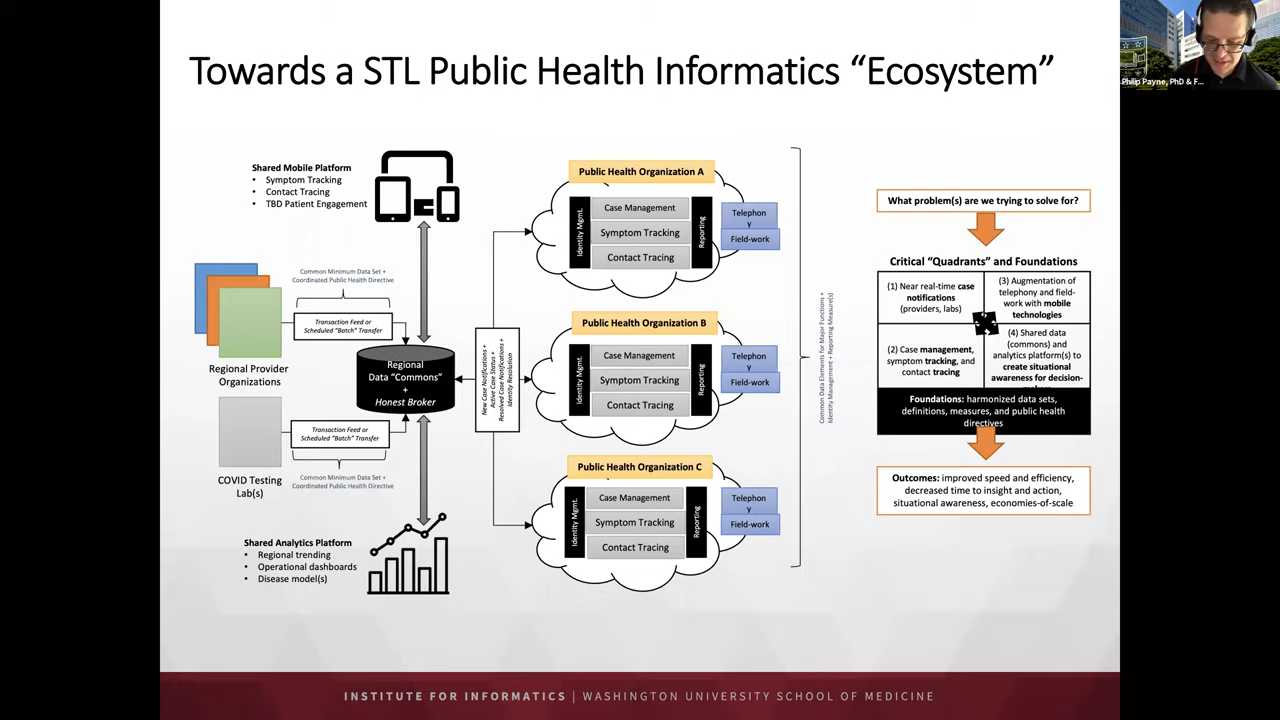 Towards a STL Public Health Informatics “Ecosystem”
Philip Payne, PhD & F...
Shared Mobile Platform
• Symptom Tracking
• Contact Tracing
• TBD Patient Engagement
Common Minimum Data Set +
Coordinated Public Health Directive
Transaction Feed or
Scheduled “Batch” Transfer
Regional Provider
Organizations
Regional
Data “Commons”
+
Honest Broker
Transaction Feed or
Scheduled “Batch” Transfer
Common Minimum Data Set +
Coordinated Public Health Directive
COVID Testing
Lab(s)
Shared Analytics Platform
• Regional trending
• Operational dashboards
• Disease model(s)
New Case Notifications +
Active Case Status +
Resolved Case Notifications +
Identity Resolution
Public Health Organization A
Identity Mgmt.
Case Management
Symptom Tracking
Contact Tracing
Reporting
Telephon
y
Field-work
Public Health Organization B
Identity Mgmt.
Case Management
Symptom Tracking
Contact Tracing
Reporting
Telephon
y
Field-work
Public Health Organization C
Identity Mgmt.
Case Management
Symptom Tracking
Contact Tracing
Reporting
Telephon
y
Field-work
Common Data Elements for Major Functions +
Identity Management + Reporting Measure(s)
What problem(s) are we trying to solve for?
Critical “Quadrants” and Foundations
(1) Near real-time case
notifications
(providers, labs)
(3) Augmentation of
telephony and field-
work with mobile
technologies
(2) Case management,
symptom tracking, and
contact tracing
(4) Shared data
(commons) and
analytics platform(s) to
create situational
awareness for decision-
Foundations: harmonized data sets,
definitions, measures, and public health
directives
Outcomes: improved speed and efficiency,
decreased time to insight and action,
situational awareness, economies-of-scale
INSTITUTE FOR INFORMATICS | WASHINGTON UNIVERSITY SCHOOL OF MEDICINE